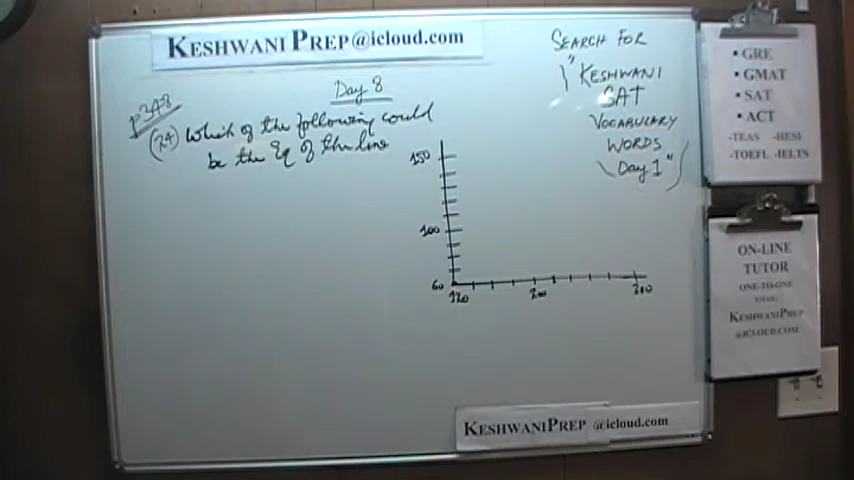 KESHWANI PREP@icloud.com
Day 8
p348
(24) Which of the following could
be the Eq of the line
150
100
60
120
200
SEARCH FOR
"KESHWANI
SAT
VOCABULARY
WORDS
Day 1"
• GRE
• GMAT
• SAT
• ACT
-TEAS -HESI
-TOEFL -IELTS
ON-LINE
TUTOR
ONE-TO-ONE
KESHWANIPREP
@ICLOUD.COM
KESHWANIPREP @icloud.com